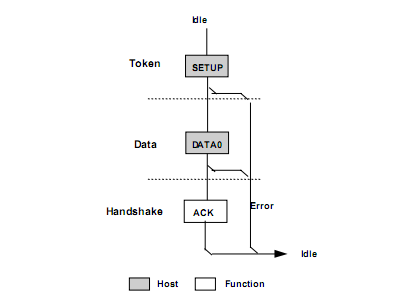 Idle
Token
SETUP
Data
DATA0
Handshake
ACK
Error
Idle
Host
Function